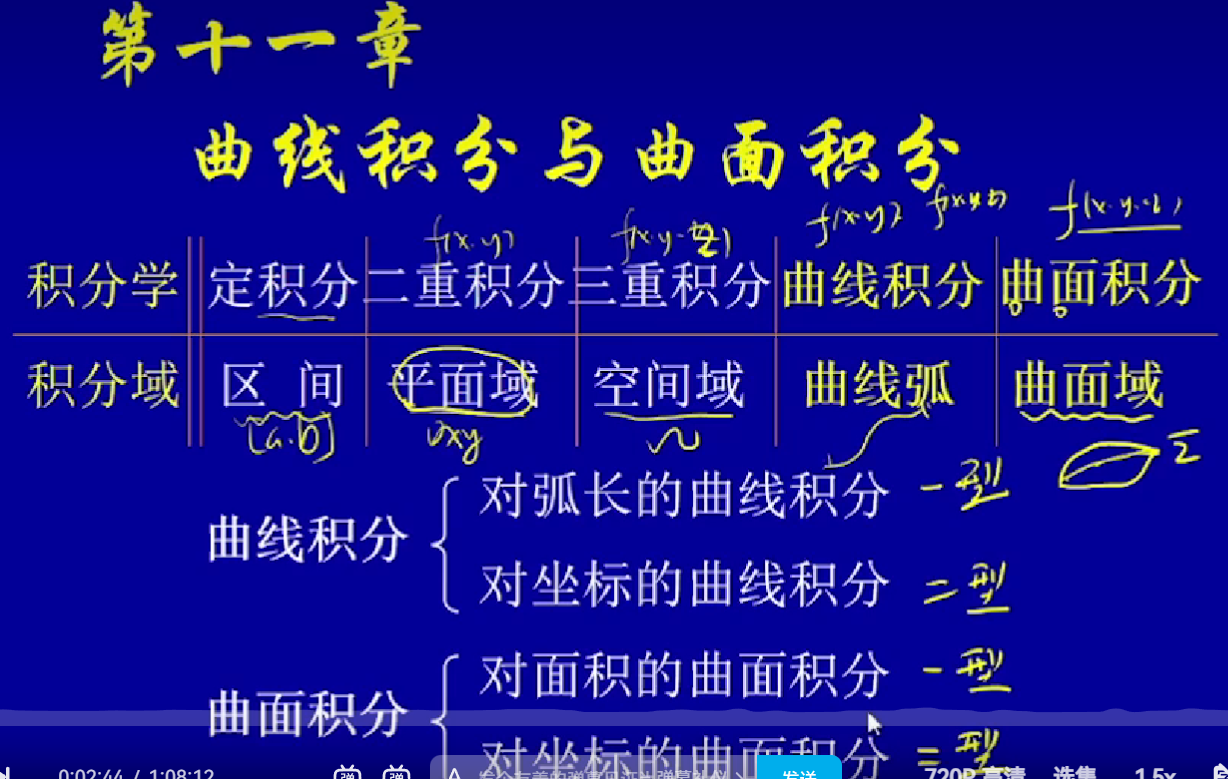 第十一章
曲线积分与曲面积分
f(x.y) f(x.y.z) f(x.y) f(x.y.z) f(x.y.z)
积分学 定积分 二重积分 三重积分 曲线积分 曲面积分
积分域 区间 平面域 空间域 曲线弧 曲面域
[a.b] Dxy Ω Σ
对弧长的曲线积分 一型
曲线积分
对坐标的曲线积分 二型
对面积的曲面积分 一型
曲面积分
对坐标的曲面积分 二型
0:02:44 / 1:08:12 弹 弹 A 发送 720P 高清 选集 1.5x